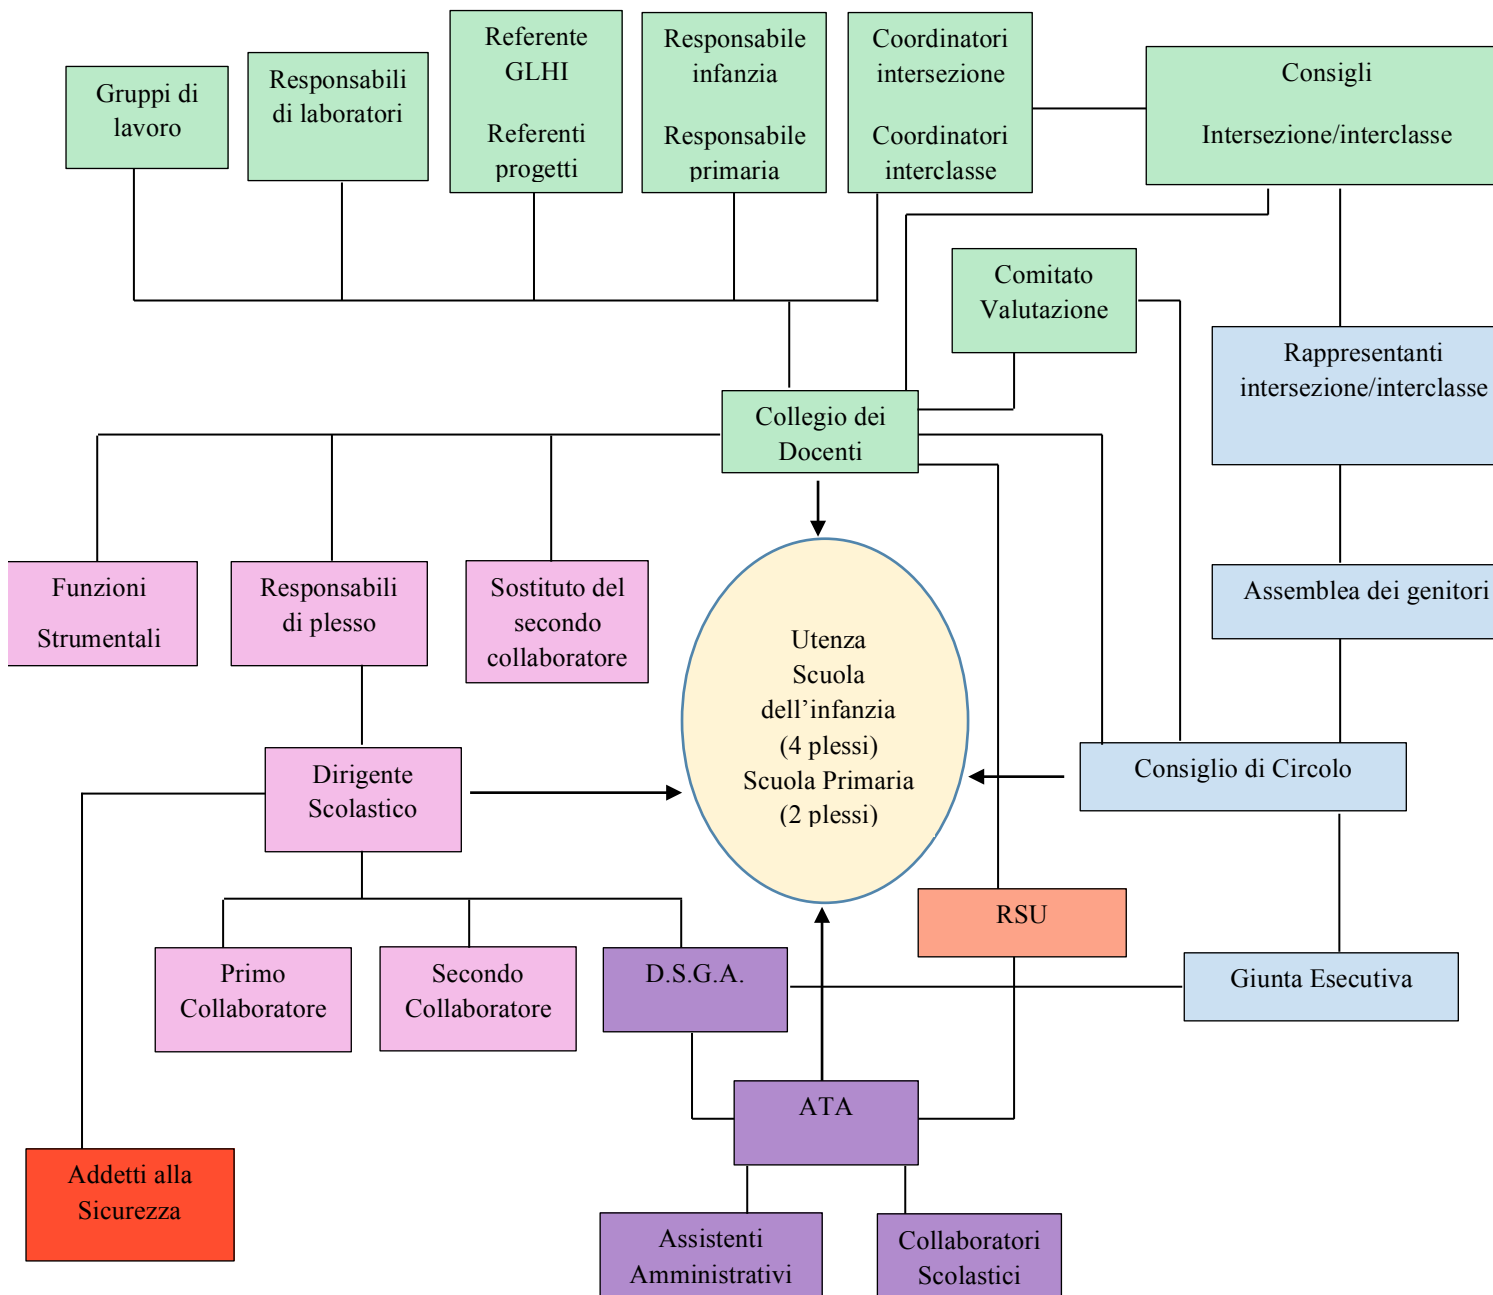 Gruppi di
lavoro
Responsabili
di laboratori
Referente
GLHI
Referenti
progetti
Responsabile
infanzia
Responsabile
primaria
Coordinatori
intersezione
Coordinatori
interclasse
Consigli
Intersezione/interclasse
Comitato
Valutazione
Rappresentanti
intersezione/interclasse
Collegio dei
Docenti
Funzioni
Strumentali
Responsabili
di plesso
Sostituto del
secondo
collaboratore
Assemblea dei genitori
Utenza
Scuola
dell’infanzia
(4 plessi)
Scuola Primaria
(2 plessi)
Dirigente
Scolastico
Consiglio di Circolo
RSU
Primo
Collaboratore
Secondo
Collaboratore
D.S.G.A.
Giunta Esecutiva
ATA
Addetti alla
Sicurezza
Assistenti
Amministrativi
Collaboratori
Scolastici